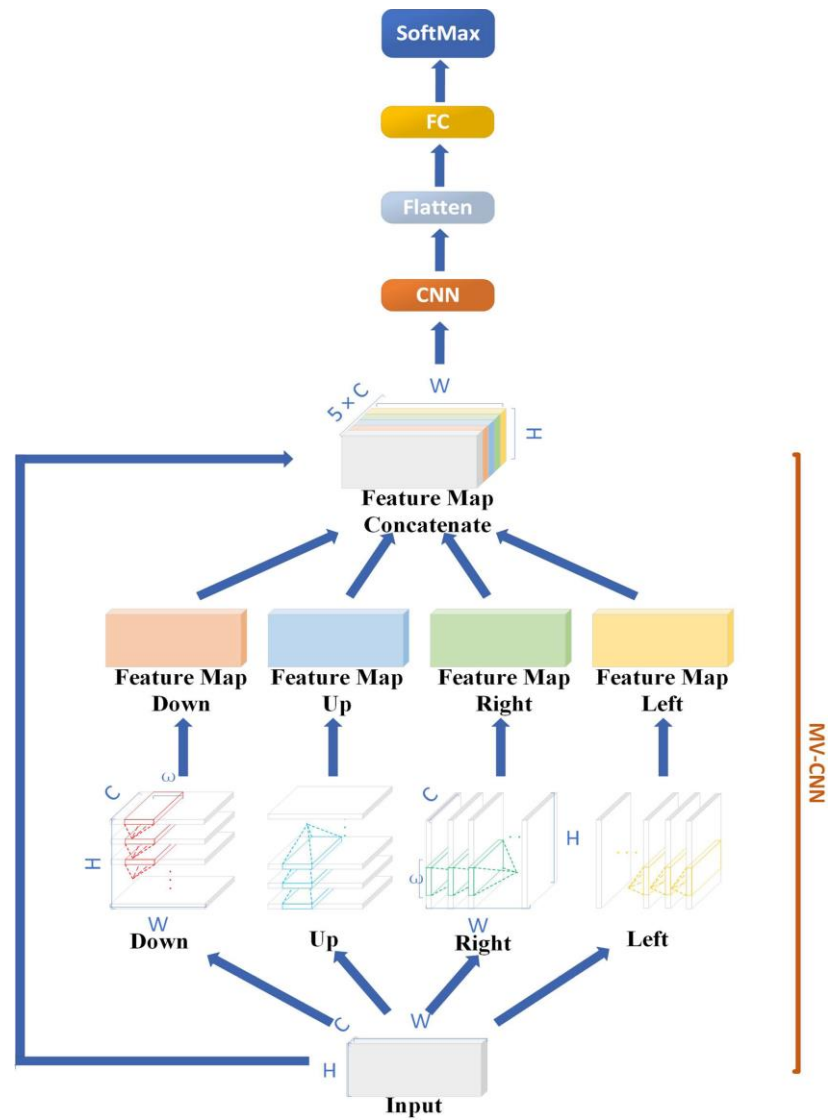 SoftMax
FC
Flatten
CNN
W
5 × C
H
Feature Map
Concatenate
Feature Map
Down
Feature Map
Up
Feature Map
Right
Feature Map
Left
MV-CNN
C
ω
H
W
Down
Up
C
H
ω
W
Right
Left
C
W
H
Input